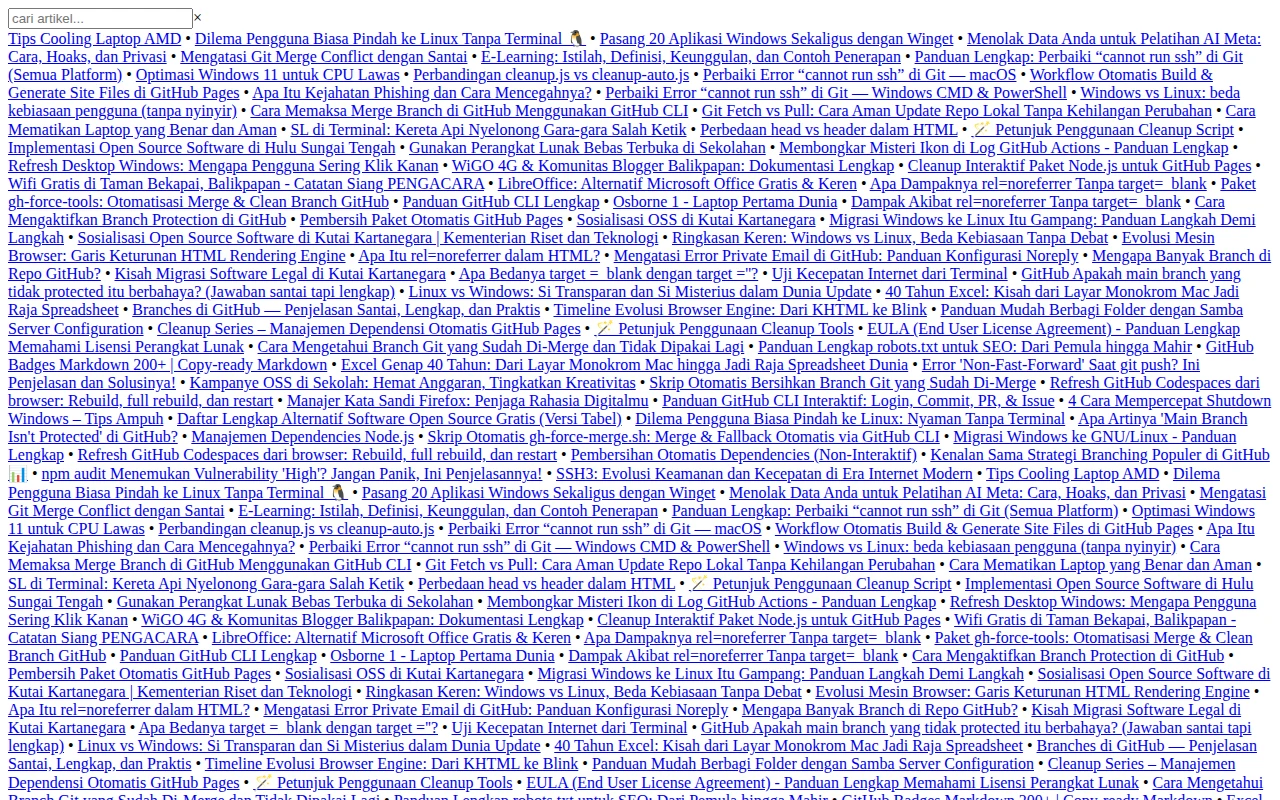 cari artikel... ×
Tips Cooling Laptop AMD • Dilema Pengguna Biasa Pindah ke Linux Tanpa Terminal 🐧 • Pasang 20 Aplikasi Windows Sekaligus dengan Winget • Menolak Data Anda untuk Pelatihan AI Meta:
Cara, Hoaks, dan Privasi • Mengatasi Git Merge Conflict dengan Santai • E-Learning: Istilah, Definisi, Keunggulan, dan Contoh Penerapan • Panduan Lengkap: Perbaiki “cannot run ssh” di Git
(Semua Platform) • Optimasi Windows 11 untuk CPU Lawas • Perbandingan cleanup.js vs cleanup-auto.js • Perbaiki Error “cannot run ssh” di Git — macOS • Workflow Otomatis Build &
Generate Site Files di GitHub Pages • Apa Itu Kejahatan Phishing dan Cara Mencegahnya? • Perbaiki Error “cannot run ssh” di Git — Windows CMD & PowerShell • Windows vs Linux: beda
kebiasaan pengguna (tanpa nyinyir) • Cara Memaksa Merge Branch di GitHub Menggunakan GitHub CLI • Git Fetch vs Pull: Cara Aman Update Repo Lokal Tanpa Kehilangan Perubahan • Cara
Mematikan Laptop yang Benar dan Aman • SL di Terminal: Kereta Api Nyelonong Gara-gara Salah Ketik • Perbedaan head vs header dalam HTML • 🪄 Petunjuk Penggunaan Cleanup Script •
Implementasi Open Source Software di Hulu Sungai Tengah • Gunakan Perangkat Lunak Bebas Terbuka di Sekolahan • Membongkar Misteri Ikon di Log GitHub Actions - Panduan Lengkap •
Refresh Desktop Windows: Mengapa Pengguna Sering Klik Kanan • WiGO 4G & Komunitas Blogger Balikpapan: Dokumentasi Lengkap • Cleanup Interaktif Paket Node.js untuk GitHub Pages •
Wifi Gratis di Taman Bekapai, Balikpapan - Catatan Siang PENGACARA • LibreOffice: Alternatif Microsoft Office Gratis & Keren • Apa Dampaknya rel=noreferrer Tanpa target=_blank • Paket
gh-force-tools: Otomatisasi Merge & Clean Branch GitHub • Panduan GitHub CLI Lengkap • Osborne 1 - Laptop Pertama Dunia • Dampak Akibat rel=noreferrer Tanpa target=_blank • Cara
Mengaktifkan Branch Protection di GitHub • Pembersih Paket Otomatis GitHub Pages • Sosialisasi OSS di Kutai Kartanegara • Migrasi Windows ke Linux Itu Gampang: Panduan Langkah Demi
Langkah • Sosialisasi Open Source Software di Kutai Kartanegara | Kementerian Riset dan Teknologi • Ringkasan Keren: Windows vs Linux, Beda Kebiasaan Tanpa Debat • Evolusi Mesin
Browser: Garis Keturunan HTML Rendering Engine • Apa Itu rel=noreferrer dalam HTML? • Mengatasi Error Private Email di GitHub: Panduan Konfigurasi Noreply • Mengapa Banyak Branch di
Repo GitHub? • Kisah Migrasi Software Legal di Kutai Kartanegara • Apa Bedanya target =_blank dengan target =''? • Uji Kecepatan Internet dari Terminal • GitHub Apakah main branch yang
tidak protected itu berbahaya? (Jawaban santai tapi lengkap) • Linux vs Windows: Si Transparan dan Si Misterius dalam Dunia Update • 40 Tahun Excel: Kisah dari Layar Monokrom Mac Jadi
Raja Spreadsheet • Branches di GitHub — Penjelasan Santai, Lengkap, dan Praktis • Timeline Evolusi Browser Engine: Dari KHTML ke Blink • Panduan Mudah Berbagi Folder dengan Samba
Server Configuration • Cleanup Series – Manajemen Dependensi Otomatis GitHub Pages • 🪄 Petunjuk Penggunaan Cleanup Tools • EULA (End User License Agreement) - Panduan Lengkap
Memahami Lisensi Perangkat Lunak • Cara Mengetahui Branch Git yang Sudah Di-Merge dan Tidak Dipakai Lagi • Panduan Lengkap robots.txt untuk SEO: Dari Pemula hingga Mahir • GitHub
Badges Markdown 200+ | Copy-ready Markdown • Excel Genap 40 Tahun: Dari Layar Monokrom Mac hingga Jadi Raja Spreadsheet Dunia • Error 'Non-Fast-Forward' Saat git push? Ini
Penjelasan dan Solusinya! • Kampanye OSS di Sekolah: Hemat Anggaran, Tingkatkan Kreativitas • Skrip Otomatis Bersihkan Branch Git yang Sudah Di-Merge • Refresh GitHub Codespaces dari
browser: Rebuild, full rebuild, dan restart • Manajer Kata Sandi Firefox: Penjaga Rahasia Digitalmu • Panduan GitHub CLI Interaktif: Login, Commit, PR, & Issue • 4 Cara Mempercepat Shutdown
Windows – Tips Ampuh • Daftar Lengkap Alternatif Software Open Source Gratis (Versi Tabel) • Dilema Pengguna Biasa Pindah ke Linux: Nyaman Tanpa Terminal • Apa Artinya 'Main Branch
Isn't Protected' di GitHub? • Manajemen Dependencies Node.js • Skrip Otomatis gh-force-merge.sh: Merge & Fallback Otomatis via GitHub CLI • Migrasi Windows ke GNU/Linux - Panduan
Lengkap • Refresh GitHub Codespaces dari browser: Rebuild, full rebuild, dan restart • Pembersihan Otomatis Dependencies (Non-Interaktif) • Kenalan Sama Strategi Branching Populer di GitHub
📊 • npm audit Menemukan Vulnerability 'High'? Jangan Panik, Ini Penjelasannya! • SSH3: Evolusi Keamanan dan Kecepatan di Era Internet Modern • Tips Cooling Laptop AMD • Dilema
Pengguna Biasa Pindah ke Linux Tanpa Terminal 🐧 • Pasang 20 Aplikasi Windows Sekaligus dengan Winget • Menolak Data Anda untuk Pelatihan AI Meta: Cara, Hoaks, dan Privasi • Mengatasi
Git Merge Conflict dengan Santai • E-Learning: Istilah, Definisi, Keunggulan, dan Contoh Penerapan • Panduan Lengkap: Perbaiki “cannot run ssh” di Git (Semua Platform) • Optimasi Windows
11 untuk CPU Lawas • Perbandingan cleanup.js vs cleanup-auto.js • Perbaiki Error “cannot run ssh” di Git — macOS • Workflow Otomatis Build & Generate Site Files di GitHub Pages • Apa Itu
Kejahatan Phishing dan Cara Mencegahnya? • Perbaiki Error “cannot run ssh” di Git — Windows CMD & PowerShell • Windows vs Linux: beda kebiasaan pengguna (tanpa nyinyir) • Cara
Memaksa Merge Branch di GitHub Menggunakan GitHub CLI • Git Fetch vs Pull: Cara Aman Update Repo Lokal Tanpa Kehilangan Perubahan • Cara Mematikan Laptop yang Benar dan Aman •
SL di Terminal: Kereta Api Nyelonong Gara-gara Salah Ketik • Perbedaan head vs header dalam HTML • 🪄 Petunjuk Penggunaan Cleanup Script • Implementasi Open Source Software di Hulu
Sungai Tengah • Gunakan Perangkat Lunak Bebas Terbuka di Sekolahan • Membongkar Misteri Ikon di Log GitHub Actions - Panduan Lengkap • Refresh Desktop Windows: Mengapa Pengguna
Sering Klik Kanan • WiGO 4G & Komunitas Blogger Balikpapan: Dokumentasi Lengkap • Cleanup Interaktif Paket Node.js untuk GitHub Pages • Wifi Gratis di Taman Bekapai, Balikpapan -
Catatan Siang PENGACARA • LibreOffice: Alternatif Microsoft Office Gratis & Keren • Apa Dampaknya rel=noreferrer Tanpa target=_blank • Paket gh-force-tools: Otomatisasi Merge & Clean
Branch GitHub • Panduan GitHub CLI Lengkap • Osborne 1 - Laptop Pertama Dunia • Dampak Akibat rel=noreferrer Tanpa target=_blank • Cara Mengaktifkan Branch Protection di GitHub •
Pembersih Paket Otomatis GitHub Pages • Sosialisasi OSS di Kutai Kartanegara • Migrasi Windows ke Linux Itu Gampang: Panduan Langkah Demi Langkah • Sosialisasi Open Source Software di
Kutai Kartanegara | Kementerian Riset dan Teknologi • Ringkasan Keren: Windows vs Linux, Beda Kebiasaan Tanpa Debat • Evolusi Mesin Browser: Garis Keturunan HTML Rendering Engine •
Apa Itu rel=noreferrer dalam HTML? • Mengatasi Error Private Email di GitHub: Panduan Konfigurasi Noreply • Mengapa Banyak Branch di Repo GitHub? • Kisah Migrasi Software Legal di
Kutai Kartanegara • Apa Bedanya target =_blank dengan target =''? • Uji Kecepatan Internet dari Terminal • GitHub Apakah main branch yang tidak protected itu berbahaya? (Jawaban santai tapi
lengkap) • Linux vs Windows: Si Transparan dan Si Misterius dalam Dunia Update • 40 Tahun Excel: Kisah dari Layar Monokrom Mac Jadi Raja Spreadsheet • Branches di GitHub — Penjelasan
Santai, Lengkap, dan Praktis • Timeline Evolusi Browser Engine: Dari KHTML ke Blink • Panduan Mudah Berbagi Folder dengan Samba Server Configuration • Cleanup Series – Manajemen
Dependensi Otomatis GitHub Pages • 🪄 Petunjuk Penggunaan Cleanup Tools • EULA (End User License Agreement) - Panduan Lengkap Memahami Lisensi Perangkat Lunak • Cara Mengetahui
Branch Git yang Sudah Di-Merge dan Tidak Dipakai Lagi • Panduan Lengkap robots.txt untuk SEO: Dari Pemula hingga Mahir • GitHub Badges Markdown 200+ | Copy-ready Markdown • Excel